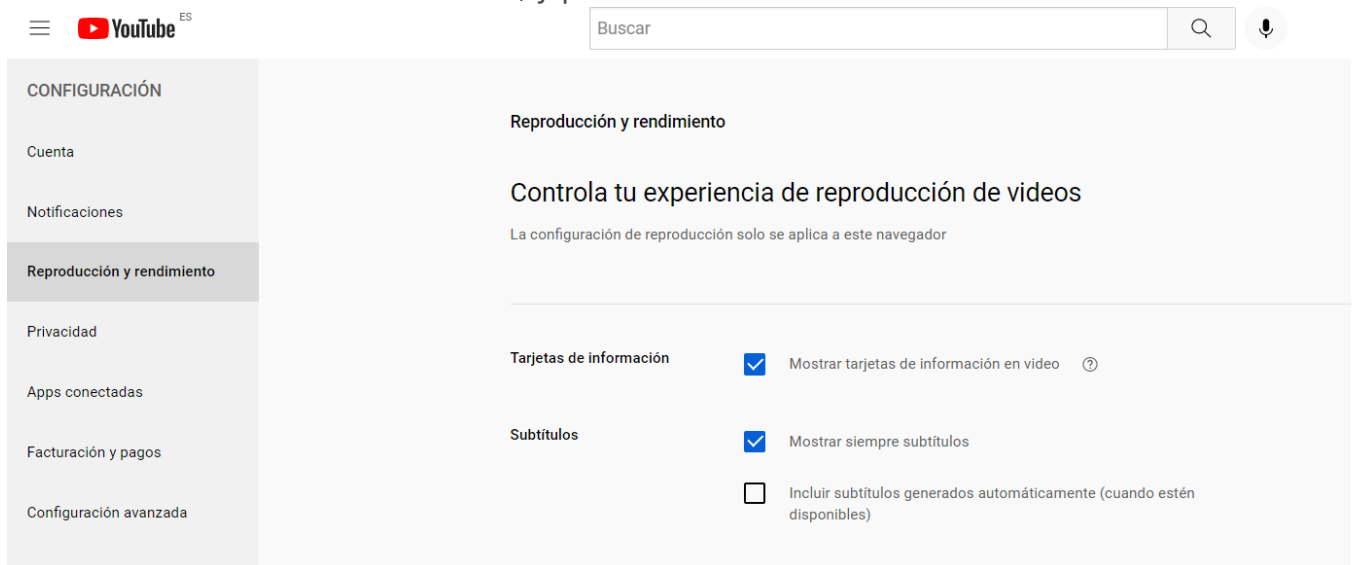 YouTube ES
Buscar
CONFIGURACIÓN
Cuenta
Notificaciones
Reproducción y rendimiento
Privacidad
Apps conectadas
Facturación y pagos
Configuración avanzada
Reproducción y rendimiento
Controla tu experiencia de reproducción de videos
La configuración de reproducción solo se aplica a este navegador
Tarjetas de información
Mostrar tarjetas de información en video
Subtítulos
Mostrar siempre subtítulos
Incluir subtítulos generados automáticamente (cuando estén
disponibles)